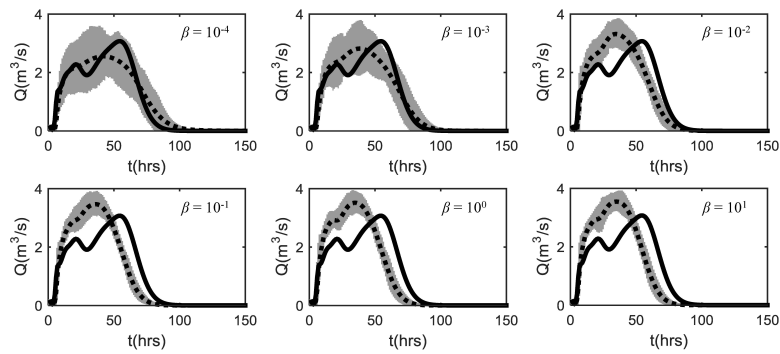 4
2
0
Q(m³/s)
β = 10⁻⁴
0 50 100 150
t(hrs)
4
2
0
Q(m³/s)
β = 10⁻³
0 50 100 150
t(hrs)
4
2
0
Q(m³/s)
β = 10⁻²
0 50 100 150
t(hrs)
4
2
0
Q(m³/s)
β = 10⁻¹
0 50 100 150
t(hrs)
4
2
0
Q(m³/s)
β = 10⁰
0 50 100 150
t(hrs)
4
2
0
Q(m³/s)
β = 10¹
0 50 100 150
t(hrs)